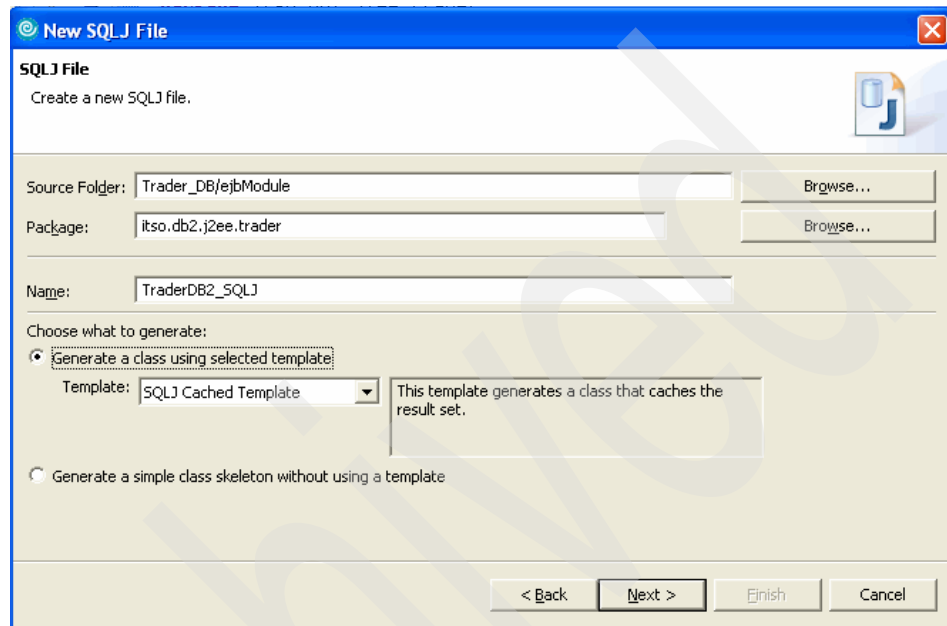 New SQLJ File
SQLJ File
Create a new SQLJ file.
Source Folder: Trader_DB/ejbModule Browse...
Package: itso.db2.j2ee.trader Browse...
Name: TraderDB2_SQLJ
Choose what to generate:
Generate a class using selected template
Template: SQLJ Cached Template This template generates a class that caches the
result set.
Generate a simple class skeleton without using a template
< Back Next > Finish Cancel